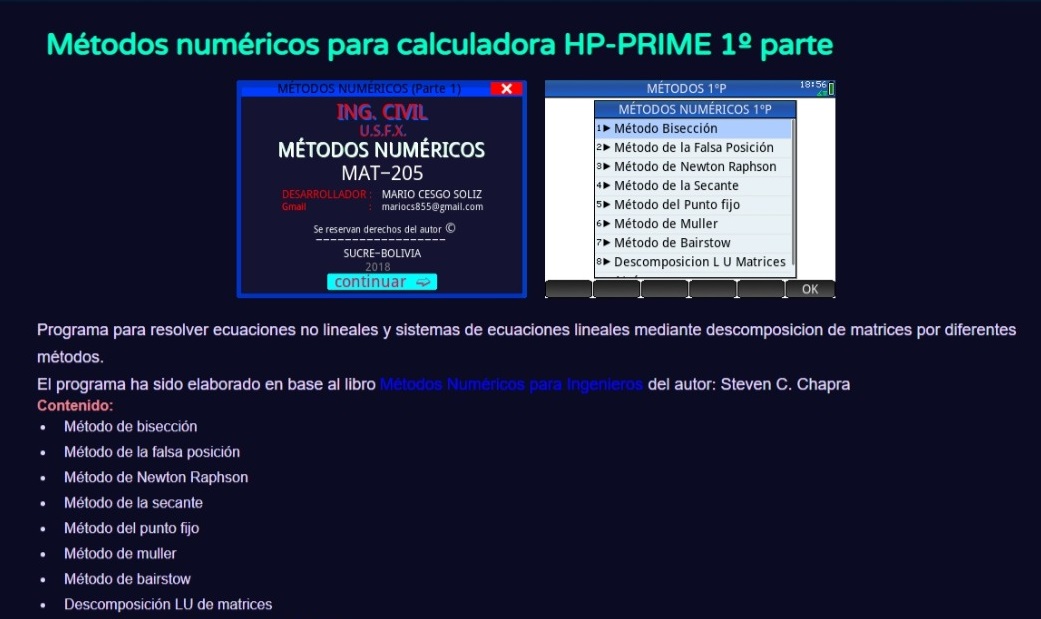 Métodos numéricos para calculadora HP-PRIME 1º parte
MÉTODOS NUMÉRICOS (Parte 1)
ING. CIVIL
U.S.F.X.
MÉTODOS NUMÉRICOS
MAT-205
DESARROLLADOR : MARIO CESGO SOLIZ
Gmail : mariocs855@gmail.com
Se reservan derechos del autor ©
SUCRE-BOLIVIA
2018
continuar
MÉTODOS 1ºP
18:56
MÉTODOS NUMÉRICOS 1ºP
1 Método Bisección
2 Método de la Falsa Posición
3 Método de Newton Raphson
4 Método de la Secante
5 Método del Punto fijo
6 Método de Muller
7 Método de Bairstow
8 Descomposicion L U Matrices
OK
Programa para resolver ecuaciones no lineales y sistemas de ecuaciones lineales mediante descomposicion de matrices por diferentes
métodos.
El programa ha sido elaborado en base al libro Métodos Numéricos para Ingenieros del autor: Steven C. Chapra
Contenido:
• Método de bisección
• Método de la falsa posición
• Método de Newton Raphson
• Método de la secante
• Método del punto fijo
• Método de muller
• Método de bairstow
• Descomposición LU de matrices